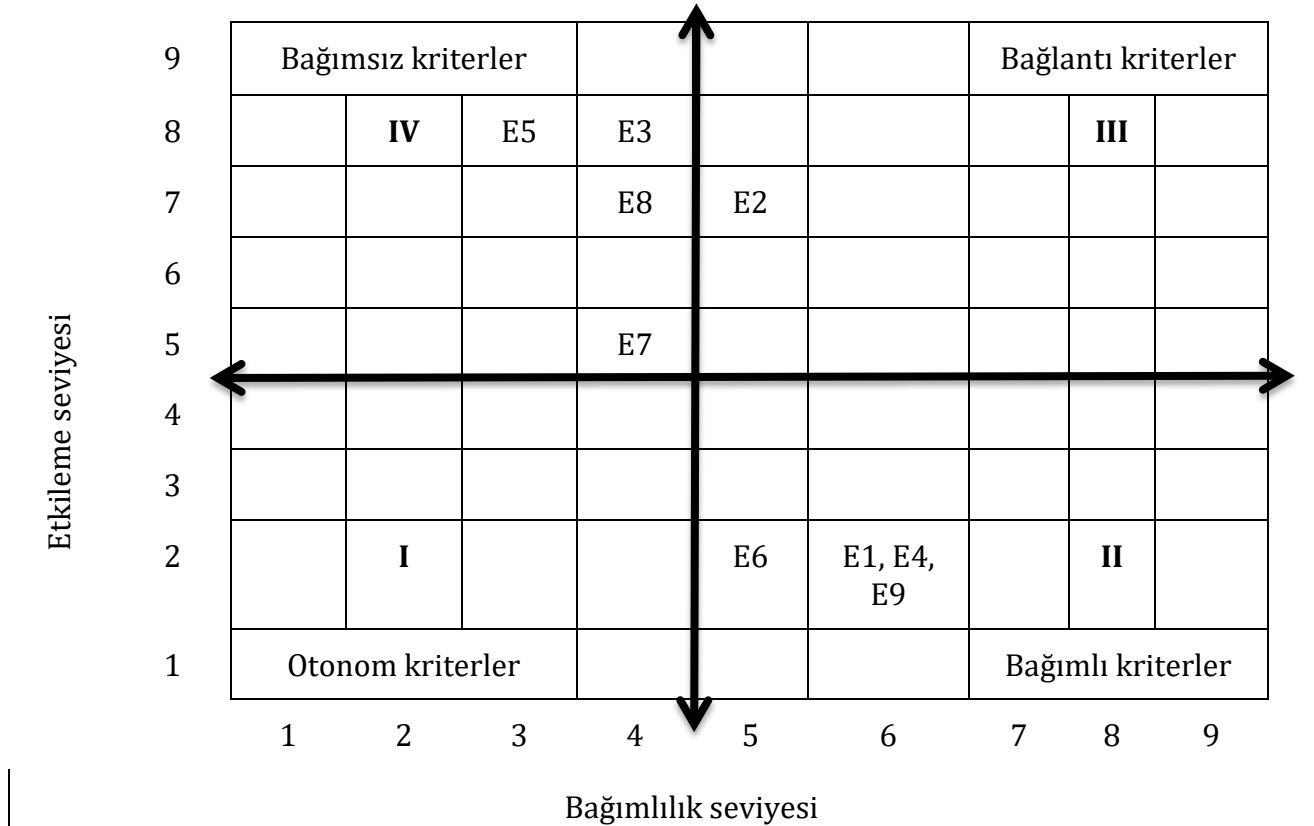 9 Bağımsız kriterler Bağlantı kriterler
8 IV E5 E3 III
7 E8 E2
6
5 E7
4
3
2 I E6 E1, E4, II
E9
1 Otonom kriterler Bağımlı kriterler
1 2 3 4 5 6 7 8 9
Bağımlılık seviyesi
Etkileme seviyesi